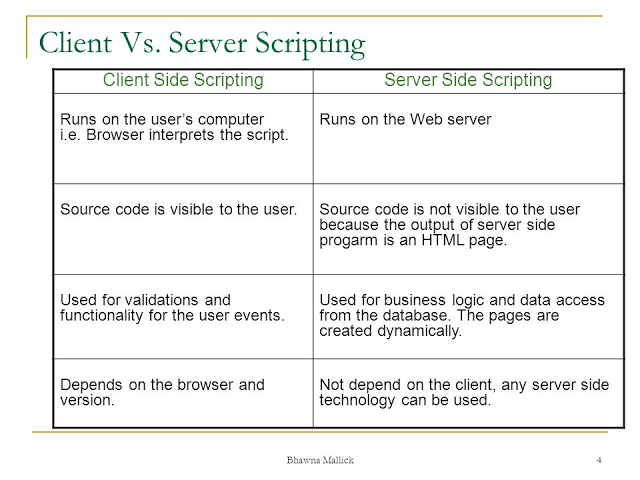 Client Vs. Server Scripting
Client Side Scripting
Server Side Scripting
Runs on the user's computer
i.e. Browser interprets the script.
Runs on the Web server
Source code is visible to the user.
Source code is not visible to the user
because the output of server side
progarm is an HTML page.
Used for validations and
functionality for the user events.
Used for business logic and data access
from the database. The pages are
created dynamically.
Depends on the browser and
version.
Not depend on the client, any server side
technology can be used.
Bhawna Mallick
4